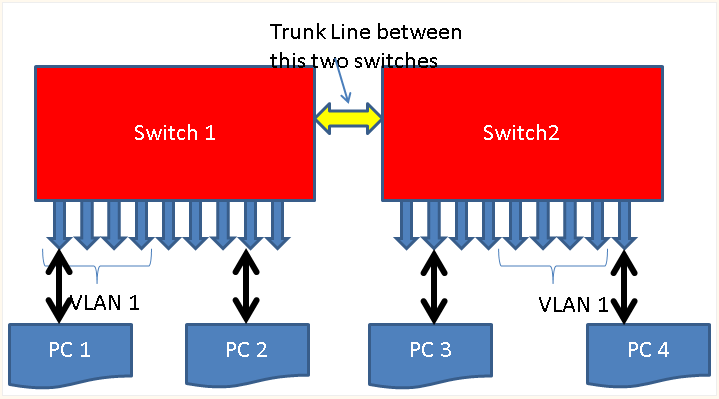 Trunk Line between
this two switches
Switch 1
Switch2
VLAN 1
VLAN 1
PC 1
PC 2
PC 3
PC 4